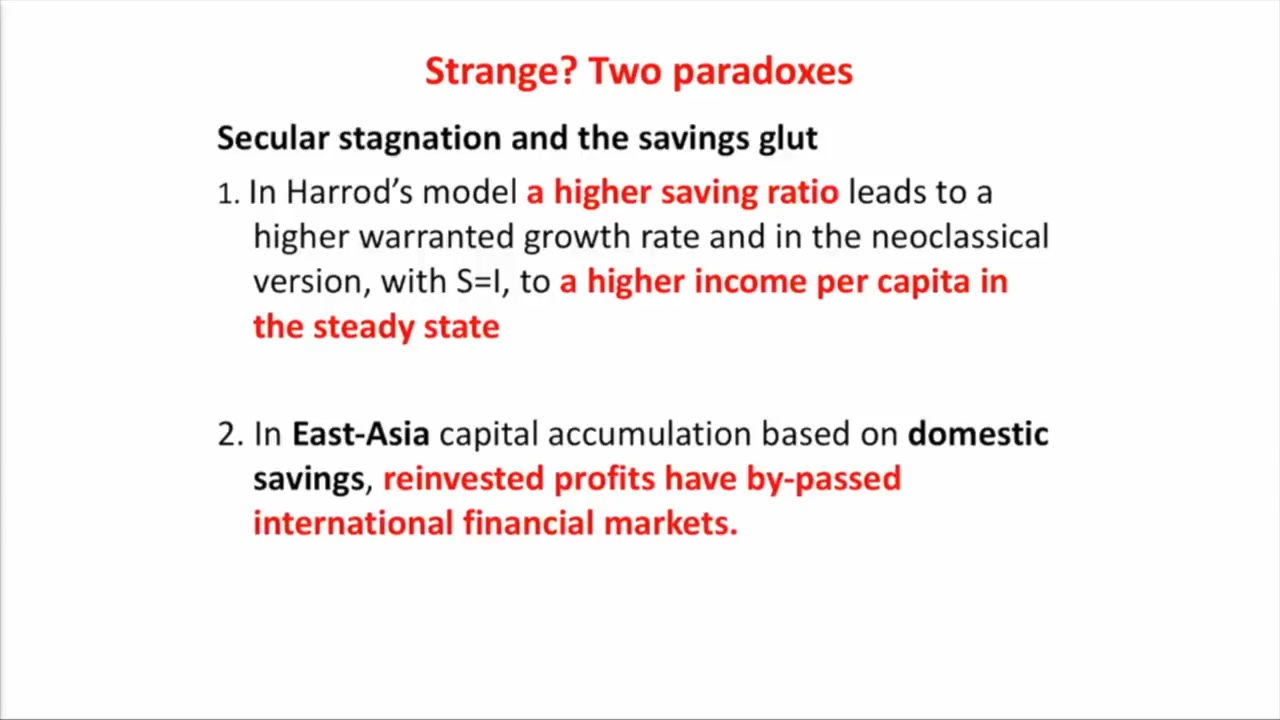 Strange? Two paradoxes
Secular stagnation and the savings glut
1. In Harrod’s model a higher saving ratio leads to a
higher warranted growth rate and in the neoclassical
version, with S=I, to a higher income per capita in
the steady state
2. In East-Asia capital accumulation based on domestic
savings, reinvested profits have by-passed
international financial markets.